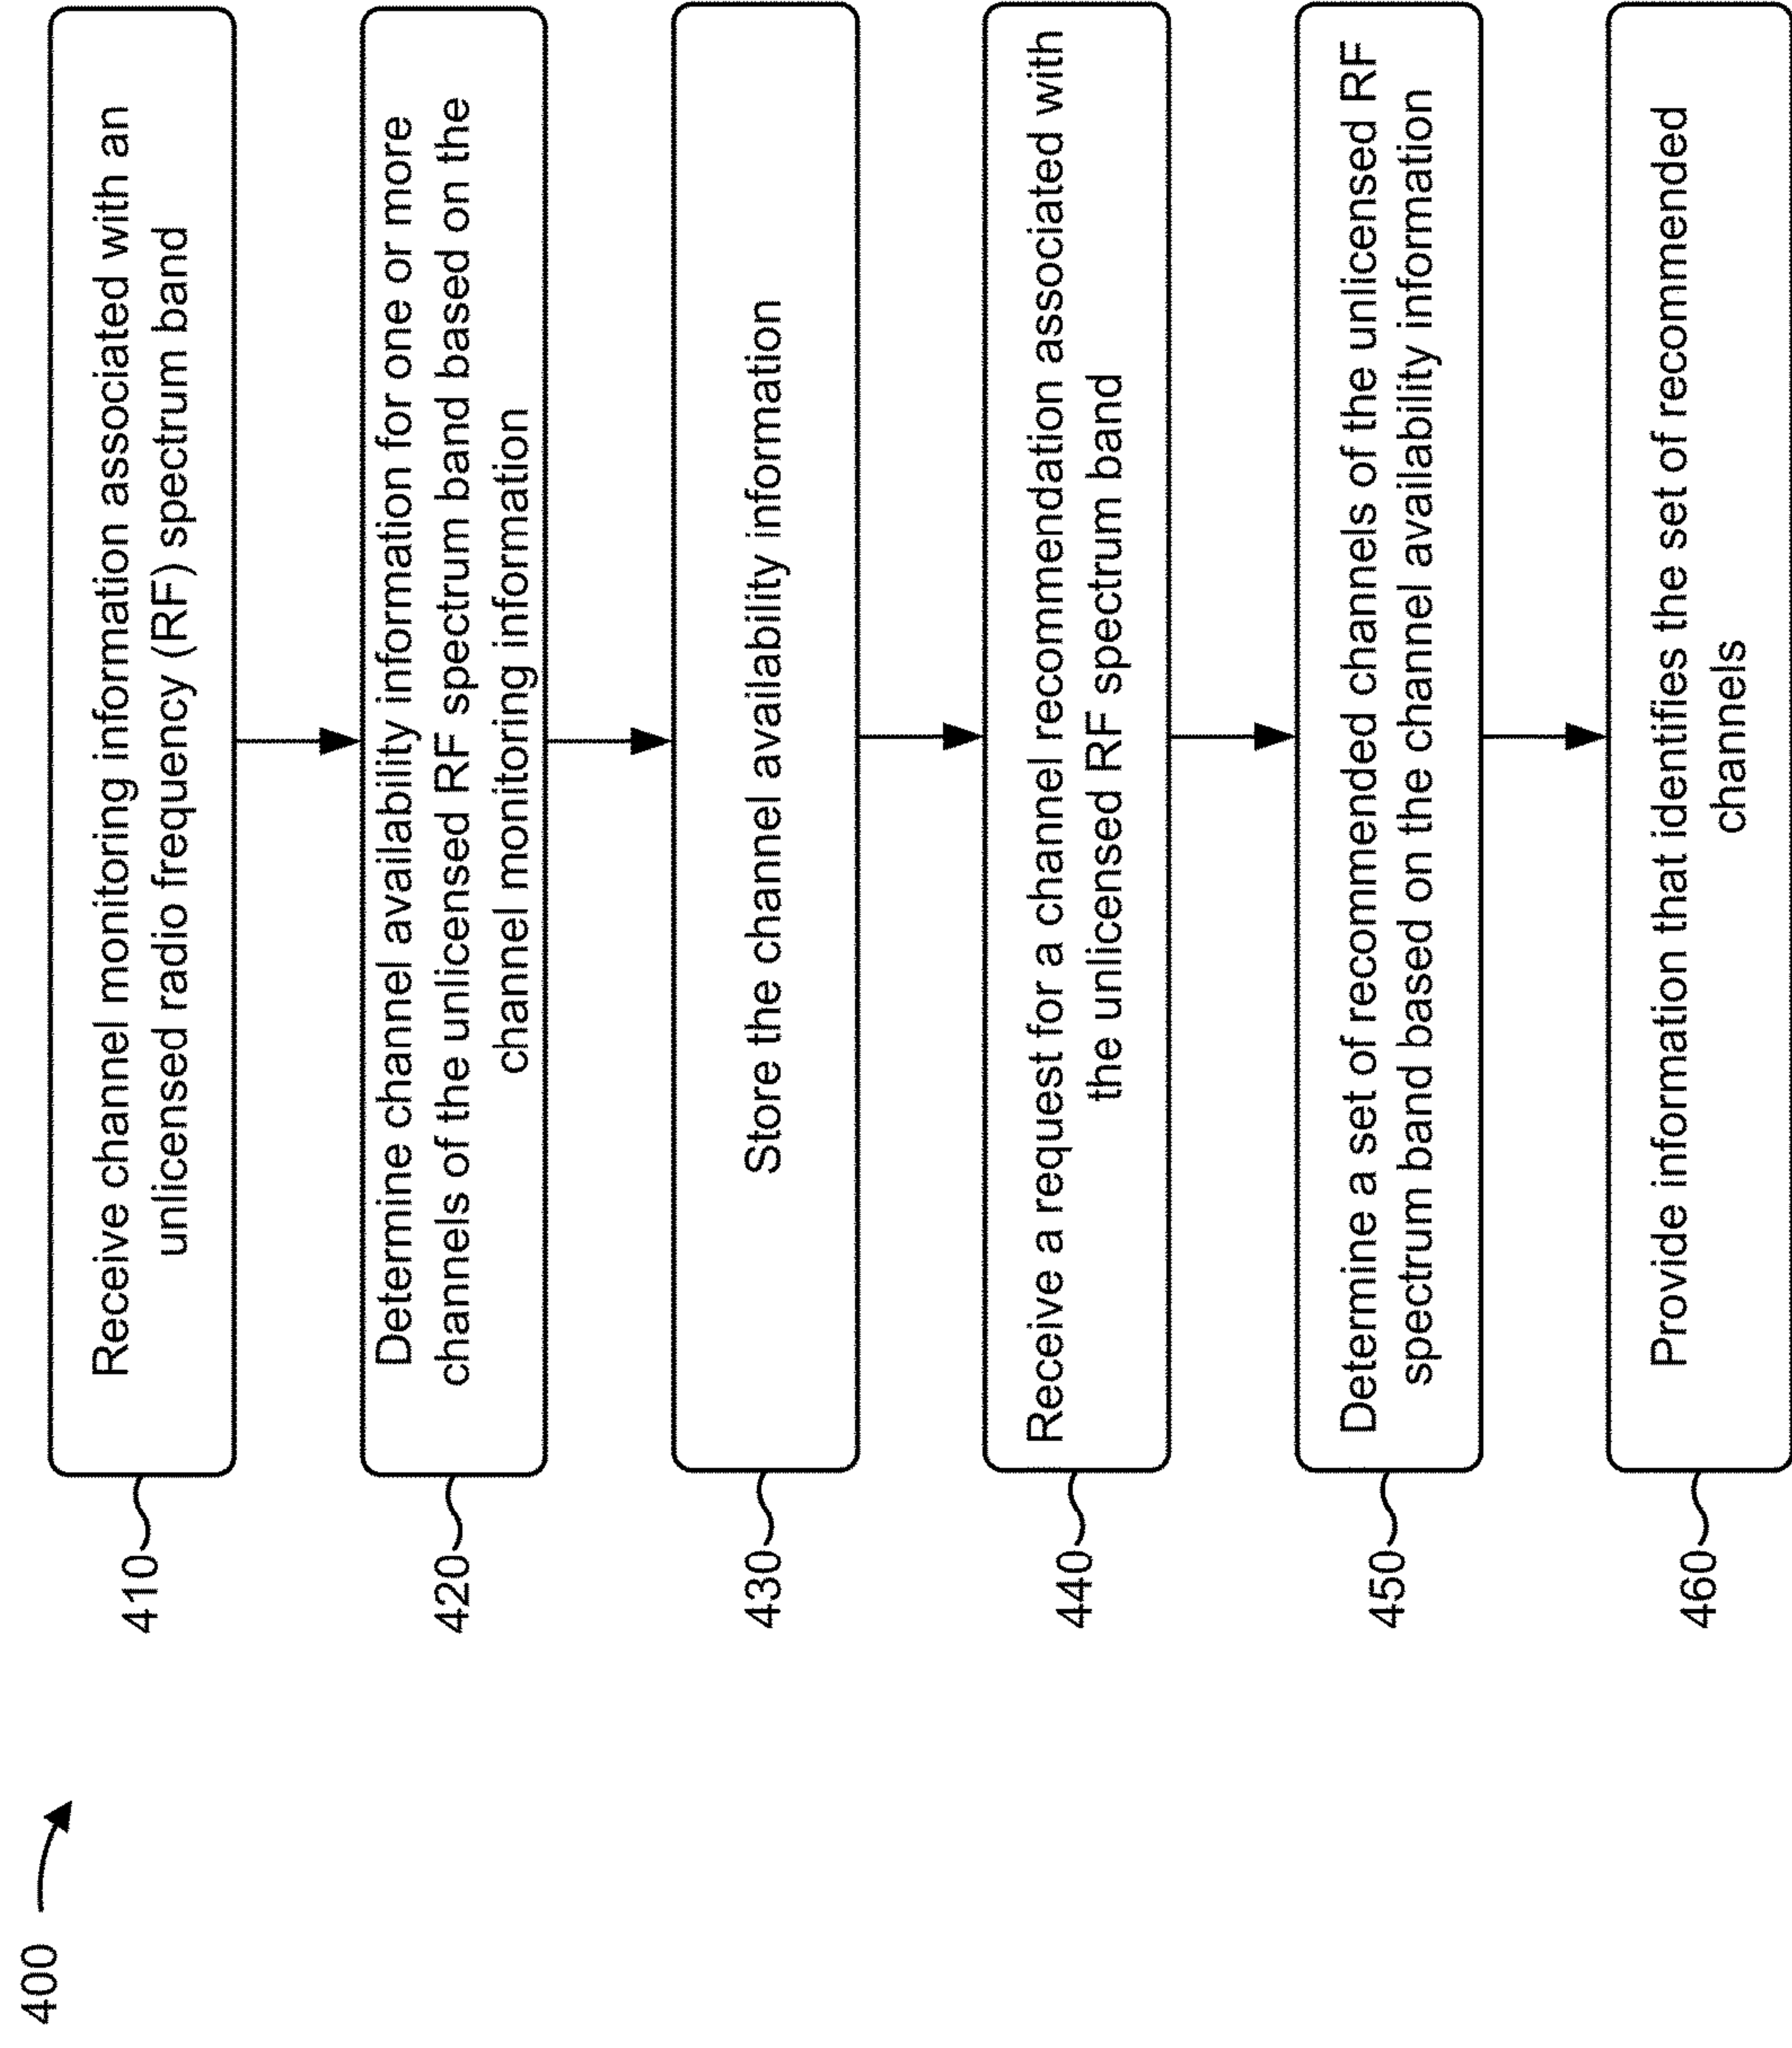 400
410
Receive channel monitoring information associated with an
unlicensed radio frequency (RF) spectrum band
420
Determine channel availability information for one or more
channels of the unlicensed RF spectrum band based on the
channel monitoring information
430
Store the channel availability information
440
Receive a request for a channel recommendation associated with
the unlicensed RF spectrum band
450
Determine a set of recommended channels of the unlicensed RF
spectrum band based on the channel availability information
460
Provide information that identifies the set of recommended
channels